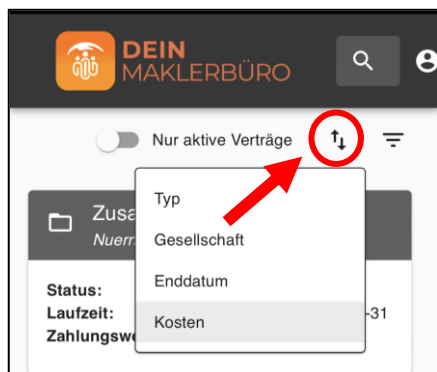 DEIN
MAKLERBÜRO
Nur aktive Verträge
Typ
Gesellschaft
Enddatum
Kosten
Zusa
Nuerr
Status:
Laufzeit:
-31
Zahlungswe